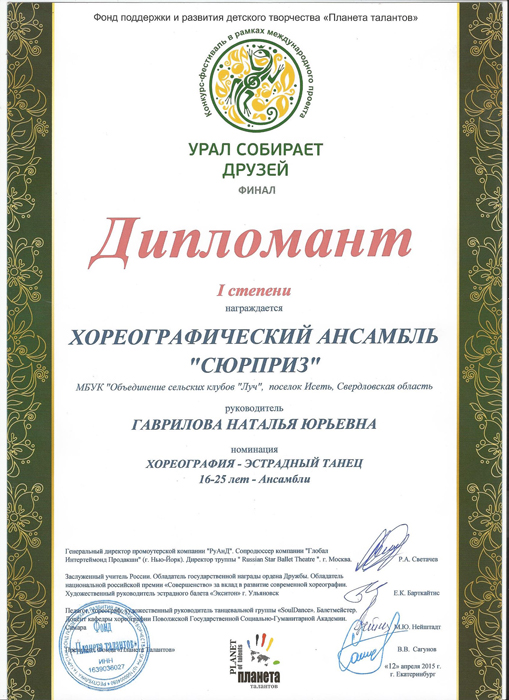 Фонд поддержки и развития детского творчества «Планета талантов»
Конкурс-фестиваль в рамках международного проекта
УРАЛ СОБИРАЕТ
ДРУЗЕЙ
ФИНАЛ
Дипломант
I степени
награждается
ХОРЕОГРАФИЧЕСКИЙ АНСАМБЛЬ
"СЮРПРИЗ"
МБУК "Объединение сельских клубов "Луч", поселок Исеть, Свердловская область
руководитель
ГАВРИЛОВА НАТАЛЬЯ ЮРЬЕВНА
номинация
ХОРЕОГРАФИЯ - ЭСТРАДНЫЙ ТАНЕЦ
16-25 лет - Ансамбли
Генеральный директор промоутерской компании "РуАнД". Сопродюссер компании "Глобал
Интертеймонд Продакшн" (г. Нью-Йорк). Директор труппы " Russian Star Ballet Theatre ". г. Москва.
Р.А. Светачев
Заслуженный учитель России. Обладатель государственной награды ордена Дружбы. Обладатель
национальной российской премии «Совершенство» за вклад в развитие современной хореографии.
Художественный руководитель эстрадного балета «Экситон» г. Ульяновск
Е.К. Барткайтис
Педагог, хореограф, художественный руководитель танцевальной группы «SoulDance». Балетмейстер.
Доцент кафедры хореографии Поволжской Государственной Социально-Гуманитарной Академии.
Самара
М.Ю. Нейштадт
Президент Фонда «Планета Талантов»
В.В. Сагунов
Фонд
«Планета талантов»
ИНН
1639036027
PLANET
of talents
планета
талантов
«12» апреля 2015 г.
г. Екатеринбург